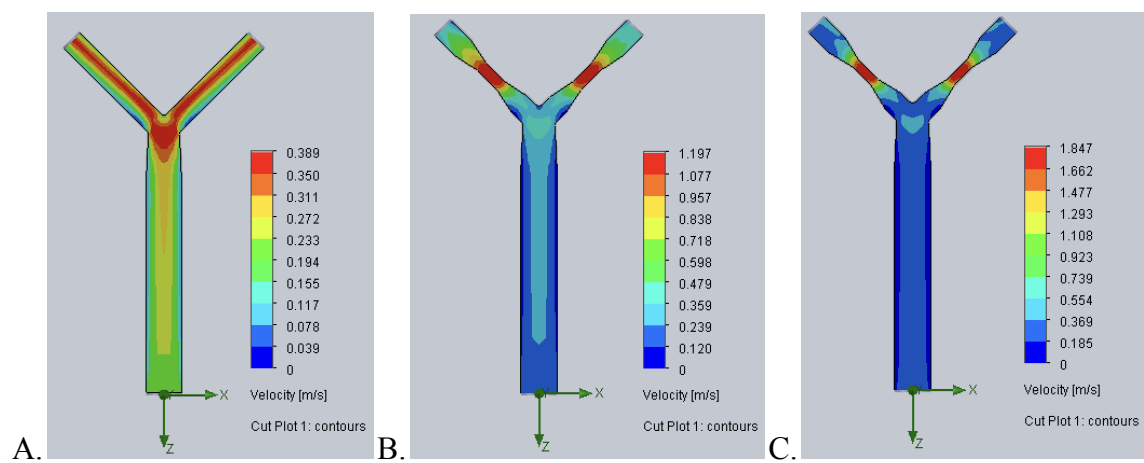 A.
0.389
0.350
0.311
0.272
0.233
0.194
0.155
0.117
0.078
0.039
0
Velocity [m/s]
Cut Plot 1: contours
X
Y
Z
B.
1.197
1.077
0.957
0.838
0.718
0.598
0.479
0.359
0.239
0.120
0
Velocity [m/s]
Cut Plot 1: contours
X
Y
Z
C.
1.847
1.662
1.477
1.293
1.108
0.923
0.739
0.554
0.369
0.185
0
Velocity [m/s]
Cut Plot 1: contours
X
Y
Z